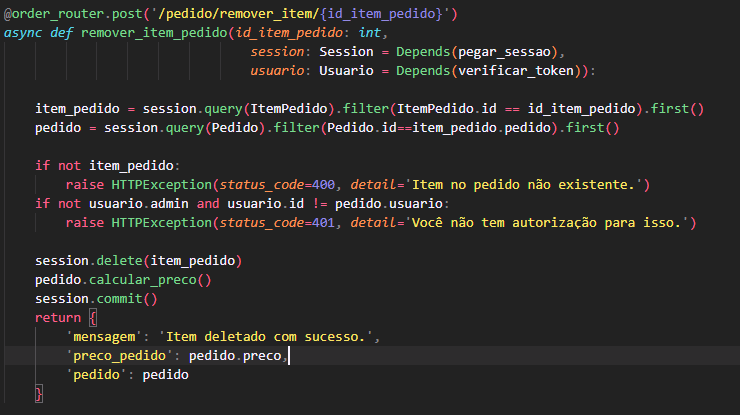 @order_router.post('/pedido/remover_item/{id_item_pedido}')
async def remover_item_pedido(id_item_pedido: int,
session: Session = Depends(pegar_sessao),
usuario: Usuario = Depends(verificar_token)):
item_pedido = session.query(ItemPedido).filter(ItemPedido.id == id_item_pedido).first()
pedido = session.query(Pedido).filter(Pedido.id==item_pedido.pedido).first()
if not item_pedido:
raise HTTPException(status_code=400, detail='Item no pedido não existente.')
if not usuario.admin and usuario.id != pedido.usuario:
raise HTTPException(status_code=401, detail='Você não tem autorização para isso.')
session.delete(item_pedido)
pedido.calcular_preco()
session.commit()
return {
'mensagem': 'Item deletado com sucesso.',
'preco_pedido': pedido.preco,
'pedido': pedido
}